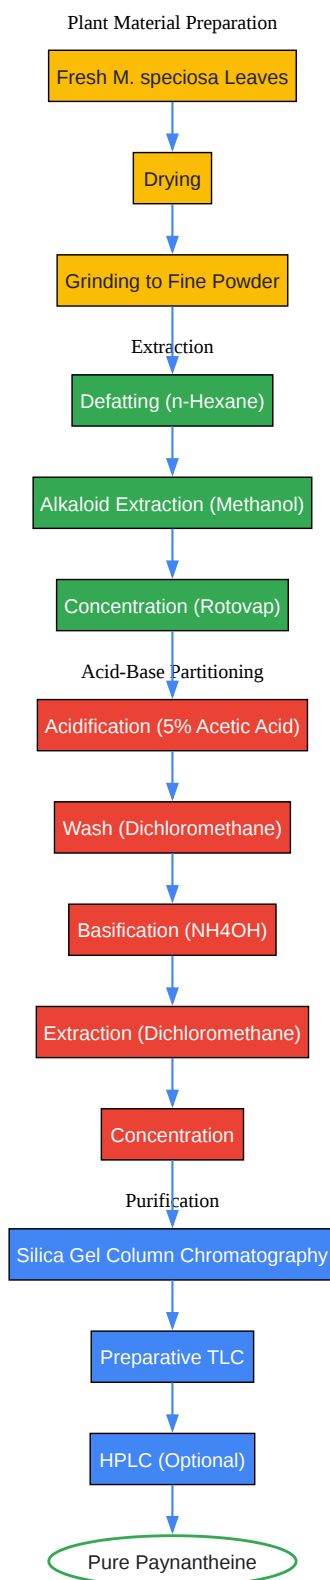 Plant Material Preparation
Fresh M. speciosa Leaves
Drying
Grinding to Fine Powder
Extraction
Defatting (n-Hexane)
Alkaloid Extraction (Methanol)
Concentration (Rotovap)
Acid-Base Partitioning
Acidification (5% Acetic Acid)
Wash (Dichloromethane)
Basification (NH4OH)
Extraction (Dichloromethane)
Concentration
Purification
Silica Gel Column Chromatography
Preparative TLC
HPLC (Optional)
Pure Paynantheine